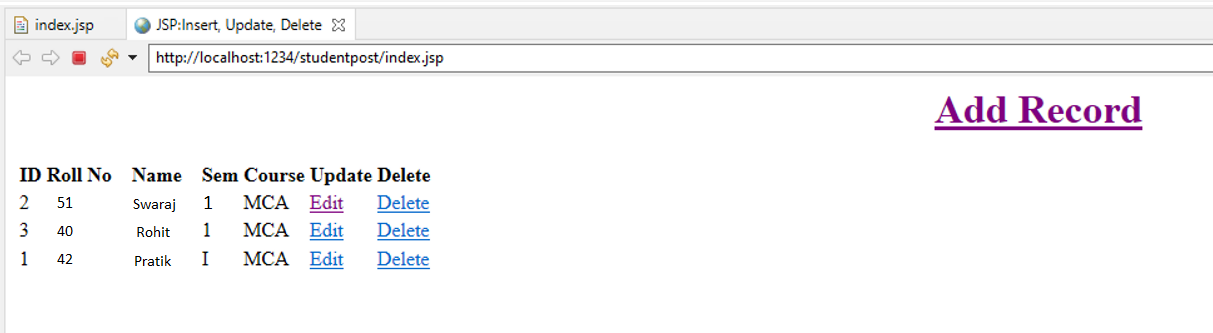 index.jsp JSP:Insert, Update, Delete
http://localhost:1234/studentpost/index.jsp
Add Record
ID Roll No Name Sem Course Update Delete
2 51 Swaraj 1 MCA Edit Delete
3 40 Rohit 1 MCA Edit Delete
1 42 Pratik I MCA Edit Delete